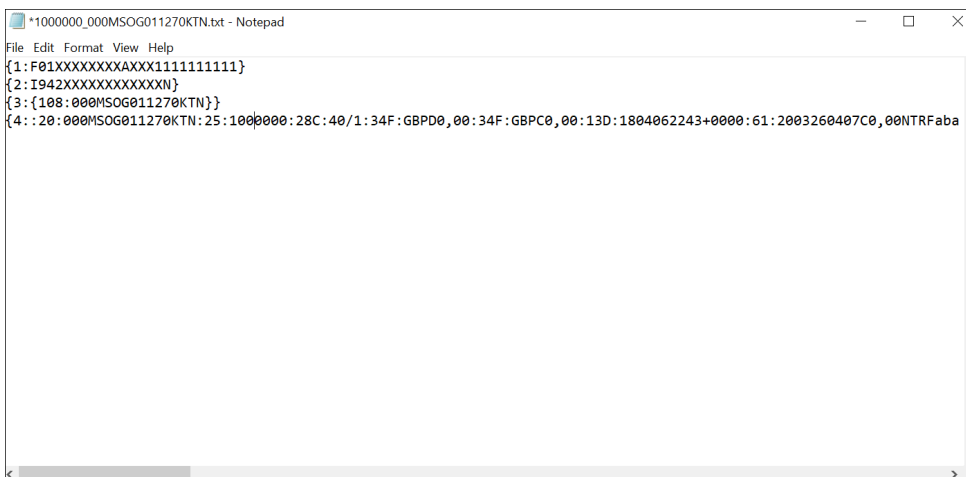 *1000000_000MSOG011270KTN.txt - Notepad
File Edit Format View Help
{1:F01XXXXXXXXAXXX1111111111}
{2:I942XXXXXXXXXXXXN}
{3:{108:000MSOG011270KTN}}
{4::20:000MSOG011270KTN:25:1000000:28C:40/1:34F:GBPD0,00:34F:GBPC0,00:13D:1804062243+0000:61:2003260407C0,00NTRFaba